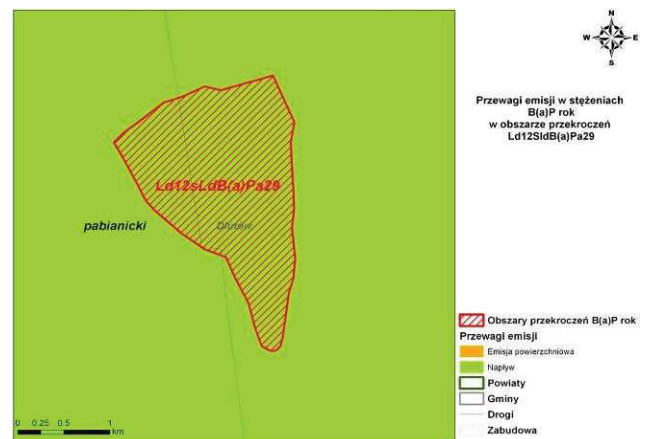 N
W E
S
Przewagi emisji w stężeniach
B(a)P rok
w obszarze przekroczeń
Ld12SldB(a)Pa29
Ld12sLdB(a)Pa29
pabianicki
Dłutów
Obszary przekroczeń B(a)P rok
Przewagi emisji
Emisja powierzchniowa
Napływ
Powiaty
Gminy
Drogi
Zabudowa
0 0.25 0.5 1
km